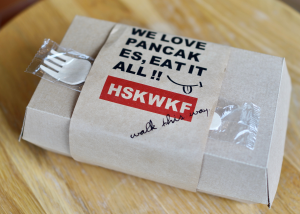 WE LOVE
PANCAK
ES, EAT IT
ALL !!
HSKWKF
walk this way